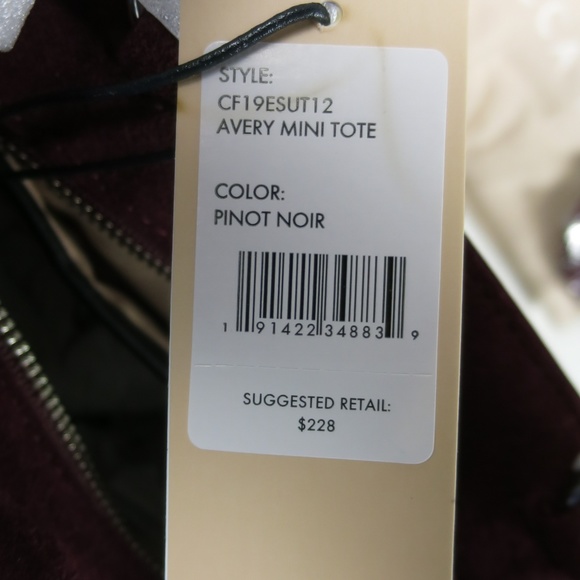 STYLE:
CF19ESUT12
AVERY MINI TOTE
COLOR:
PINOT NOIR
1 91422 34883 9
SUGGESTED RETAIL:
$228